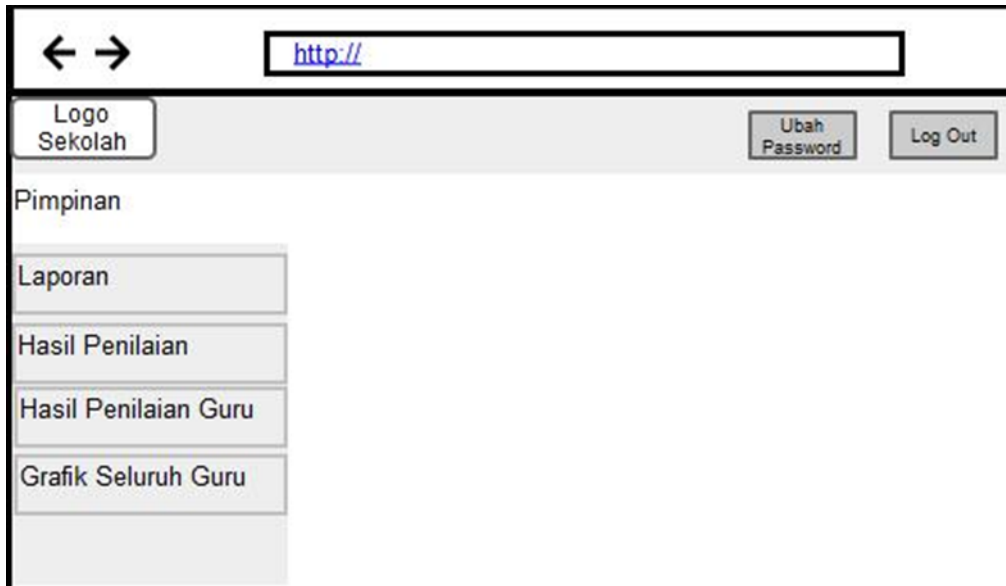 http://
Logo
Sekolah
Ubah
Password
Log Out
Pimpinan
Laporan
Hasil Penilaian
Hasil Penilaian Guru
Grafik Seluruh Guru